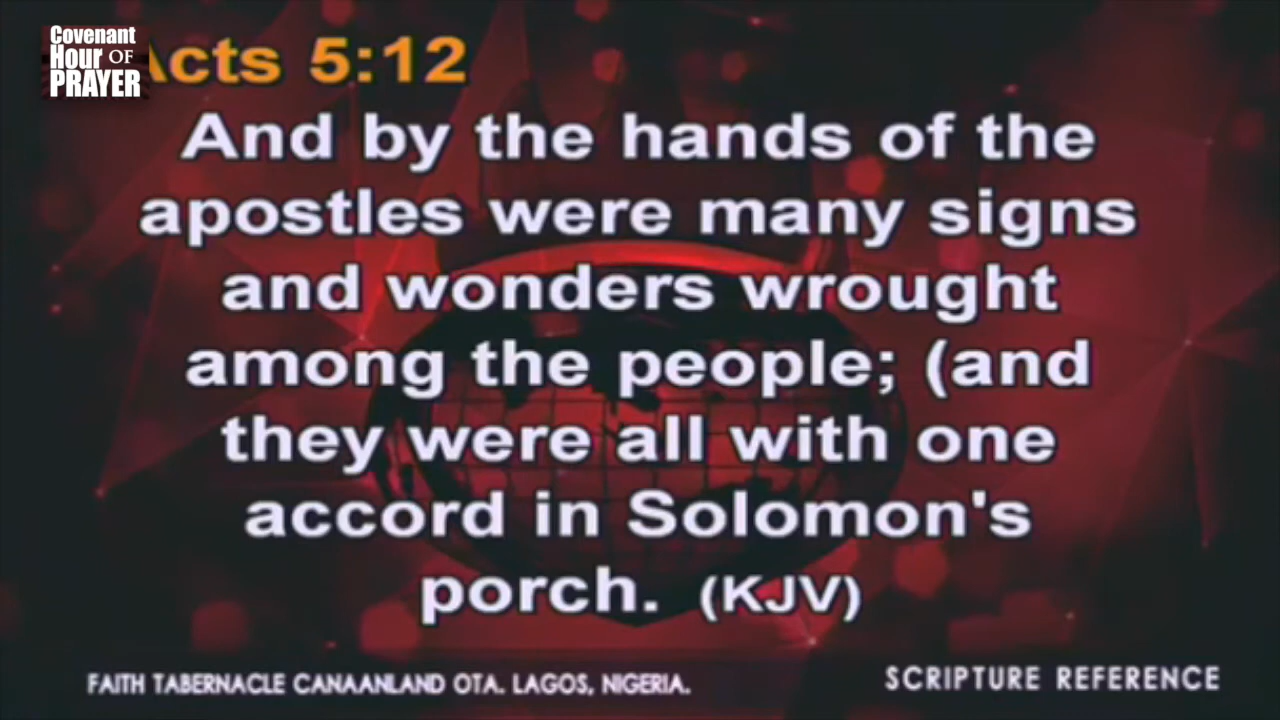 Covenant
Hour OF
PRAYER
Acts 5:12
And by the hands of the
apostles were many signs
and wonders wrought
among the people; (and
they were all with one
accord in Solomon's
porch. (KJV)
FAITH TABERNACLE CANAANLAND OTA. LAGOS, NIGERIA.
SCRIPTURE REFERENCE